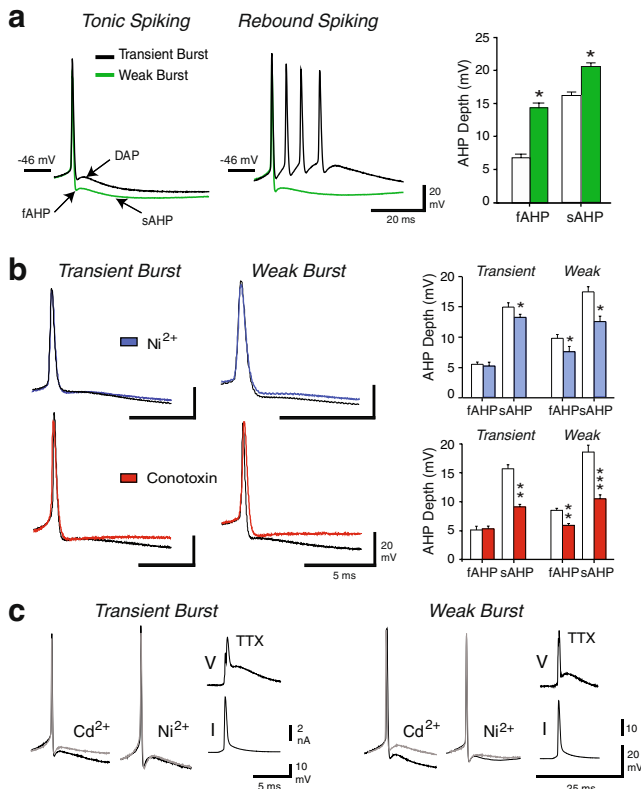 a
Tonic Spiking
Rebound Spiking
Transient Burst
Weak Burst
-46 mV
DAP
fAHP
sAHP
-46 mV
20 mV
20 ms
AHP Depth (mV)
25
20
15
10
5
0
*
*
fAHP
sAHP
b
Transient Burst
Weak Burst
Ni2+
Conotoxin
20 mV
5 ms
AHP Depth (mV)
20
15
10
5
0
Transient
Weak
*
*
*
fAHP sAHP
fAHP sAHP
AHP Depth (mV)
20
15
10
5
0
Transient
Weak
**
**
***
fAHP sAHP
fAHP sAHP
c
Transient Burst
Weak Burst
Cd2+
Ni2+
V
TTX
I
2 nA
10 mV
5 ms
Cd2+
Ni2+
V
TTX
I
10
20 mV
25 ms